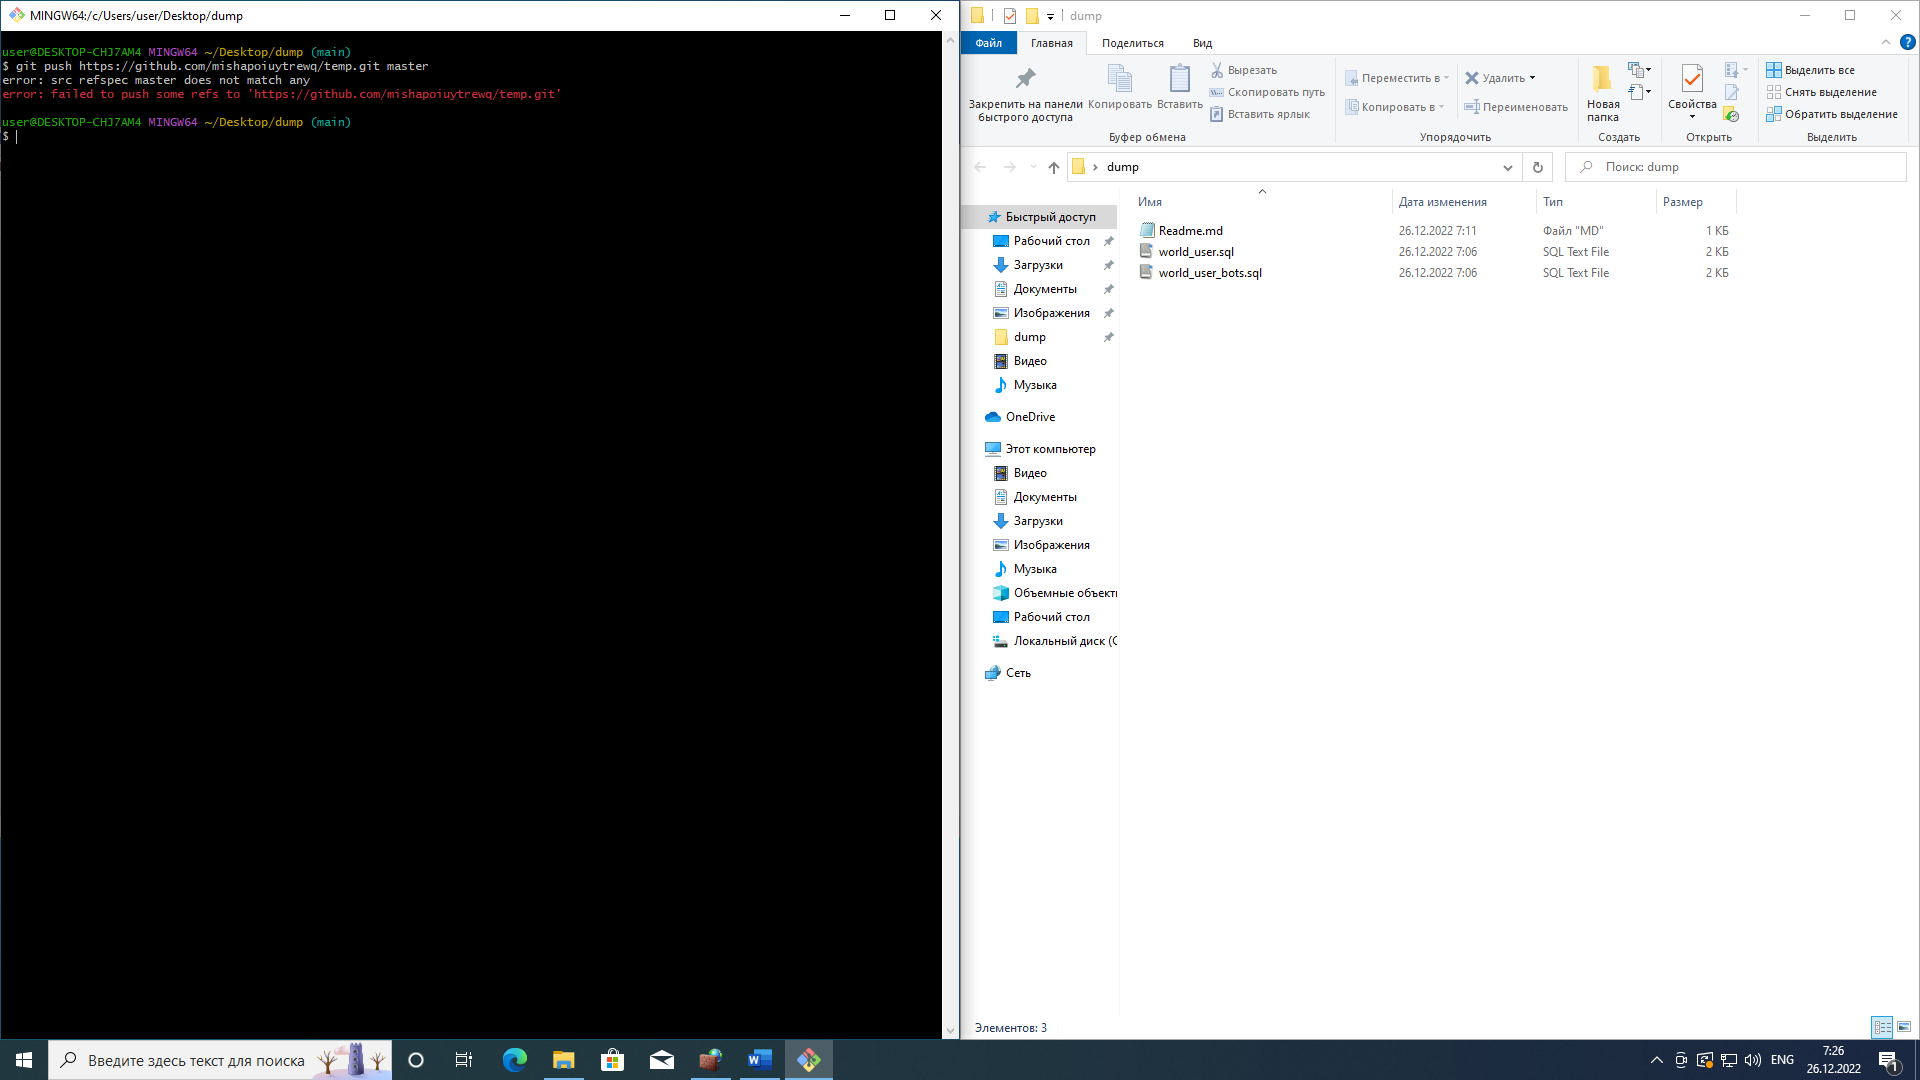 MINGW64:/c/Users/user/Desktop/dump
user@DESKTOP-CHJ7AM4 MINGW64 ~/Desktop/dump (main)
$ git push https://github.com/mishapoiuytrewq/temp.git master
error: src refspec master does not match any
error: failed to push some refs to 'https://github.com/mishapoiuytrewq/temp.git'
user@DESKTOP-CHJ7AM4 MINGW64 ~/Desktop/dump (main)
$
dump
Файл
Главная
Поделиться
Вид
Закрепить на панели
быстрого доступа
Копировать
Вставить
Вырезать
Скопировать путь
Вставить ярлык
Буфер обмена
Переместить в
Копировать в
Удалить
Переименовать
Упорядочить
Новая
папка
Создать
Свойства
Открыть
Выделить все
Снять выделение
Обратить выделение
Выделить
dump
Поиск: dump
Имя
Дата изменения
Тип
Размер
Readme.md 26.12.2022 7:11 Файл "MD" 1 КБ
world_user.sql 26.12.2022 7:06 SQL Text File 2 КБ
world_user_bots.sql 26.12.2022 7:06 SQL Text File 2 КБ
Быстрый доступ
Рабочий стол
Загрузки
Документы
Изображения
dump
Видео
Музыка
OneDrive
Этот компьютер
Видео
Документы
Загрузки
Изображения
Музыка
Объемные объекты
Рабочий стол
Локальный диск (C
Сеть
Элементов: 3
Введите здесь текст для поиска
ENG
7:26
26.12.2022
1